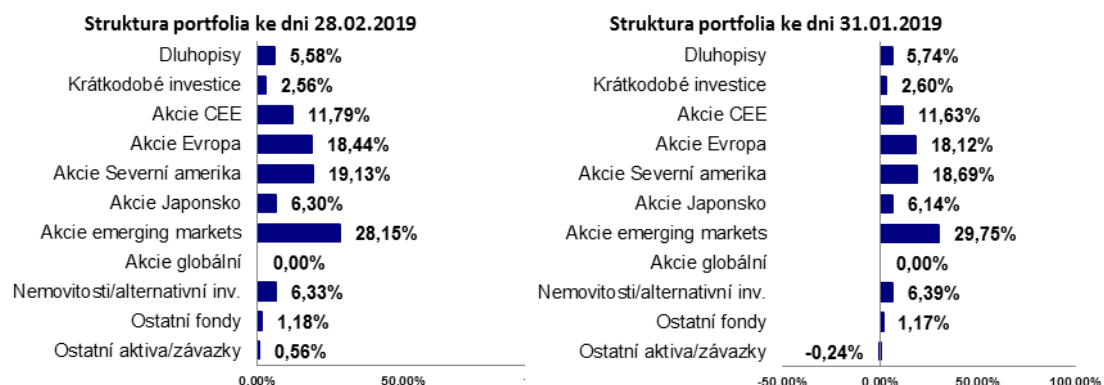 Struktura portfolia ke dni 28.02.2019
Dluhopisy 5,58%
Krátkodobé investice 2,56%
Akcie CEE 11,79%
Akcie Evropa 18,44%
Akcie Severní amerika 19,13%
Akcie Japonsko 6,30%
Akcie emerging markets 28,15%
Akcie globální 0,00%
Nemovitosti/alternativní inv. 6,33%
Ostatní fondy 1,18%
Ostatní aktiva/závazky 0,56%
0.00% 50.00%
Struktura portfolia ke dni 31.01.2019
Dluhopisy 5,74%
Krátkodobé investice 2,60%
Akcie CEE 11,63%
Akcie Evropa 18,12%
Akcie Severní amerika 18,69%
Akcie Japonsko 6,14%
Akcie emerging markets 29,75%
Akcie globální 0,00%
Nemovitosti/alternativní inv. 6,39%
Ostatní fondy 1,17%
Ostatní aktiva/závazky -0,24%
-50.00% 0.00% 50.00% 100.00%